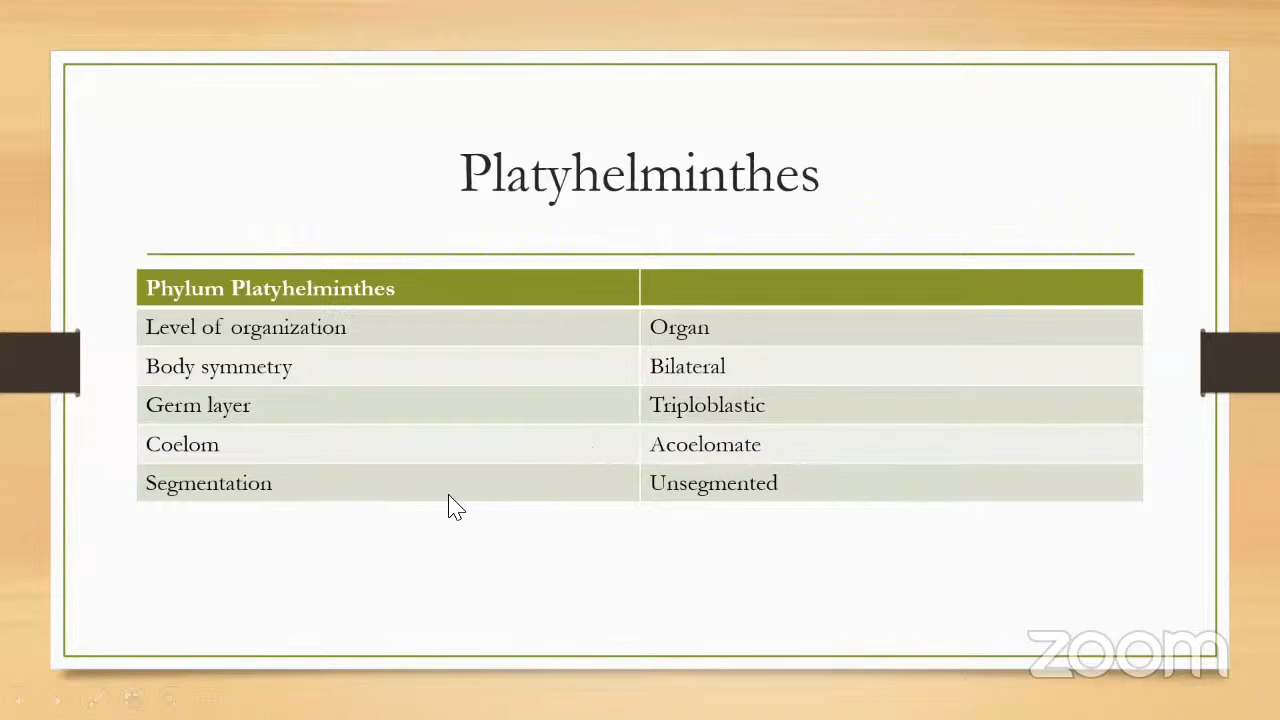 Platyhelminthes
Phylum Platyhelminthes
Level of organization Organ
Body symmetry Bilateral
Germ layer Triploblastic
Coelom Acoelomate
Segmentation Unsegmented
zoom